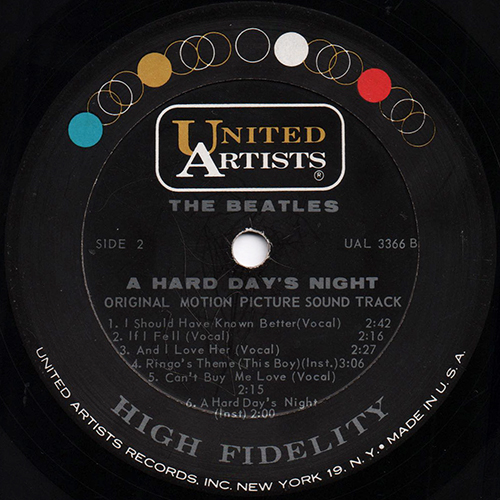 UNITED
ARTISTS
®
THE BEATLES
SIDE 2
UAL 3366 B
A HARD DAY'S NIGHT
ORIGINAL MOTION PICTURE SOUND TRACK
1. I Should Have Known Better (Vocal) 2:42
2. If I Fell (Vocal) 2:16
3. And I Love Her (Vocal) 2:27
4. Ringo's Theme (This Boy) (Inst.) 3:06
5. Can't Buy Me Love (Vocal)
2:15
6. A Hard Day's Night
(Inst) 2:00
HIGH FIDELITY
UNITED ARTISTS RECORDS, INC. NEW YORK 19, N.Y. • MADE IN U.S.A.